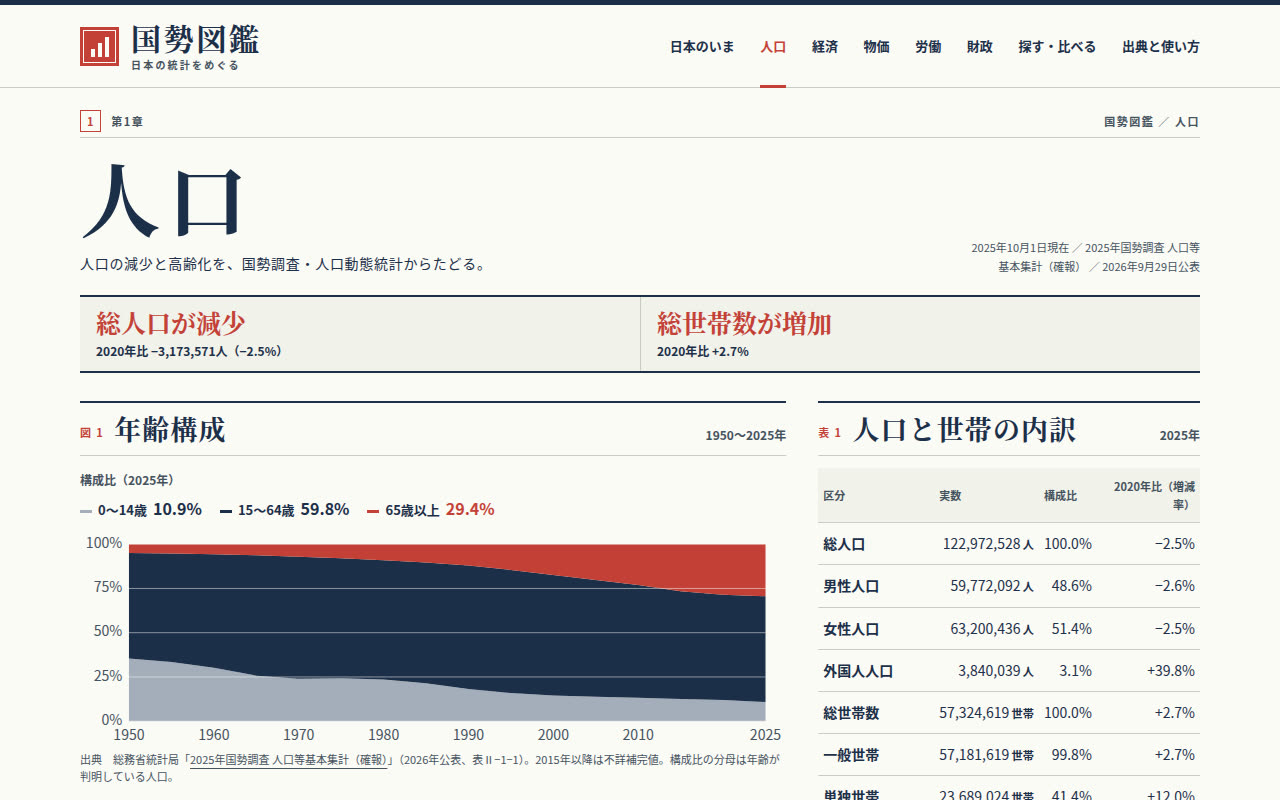 国勢図鑑
日本の統計をめぐる
日本のいま 人口 経済 物価 労働 財政 探す・比べる 出典と使い方
1 第1章
国勢図鑑 ／ 人口
人口
人口の減少と高齢化を、国勢調査・人口動態統計からたどる。
2025年10月1日現在 ／ 2025年国勢調査 人口等
基本集計（確報） ／ 2026年9月29日公表
総人口が減少
2020年比 −3,173,571人（−2.5%）
総世帯数が増加
2020年比 +2.7%
図 1 年齢構成 1950〜2025年
構成比（2025年）
0〜14歳 10.9% 15〜64歳 59.8% 65歳以上 29.4%
100%
75%
50%
25%
0%
1950 1960 1970 1980 1990 2000 2010 2025
出典　総務省統計局「2025年国勢調査 人口等基本集計（確報）」（2026年公表、表Ⅱ−1−1）。2015年以降は不詳補完値。構成比の分母は年齢が
判明している人口。
表 1 人口と世帯の内訳 2025年
区分 実数 構成比 2020年比（増減
率）
総人口 122,972,528 人 100.0% −2.5%
男性人口 59,772,092 人 48.6% −2.6%
女性人口 63,200,436 人 51.4% −2.5%
外国人人口 3,840,039 人 3.1% +39.8%
総世帯数 57,324,619 世帯 100.0% +2.7%
一般世帯 57,181,619 世帯 99.8% +2.7%
単独世帯 23,689,024 世帯 41.4% +12.0%